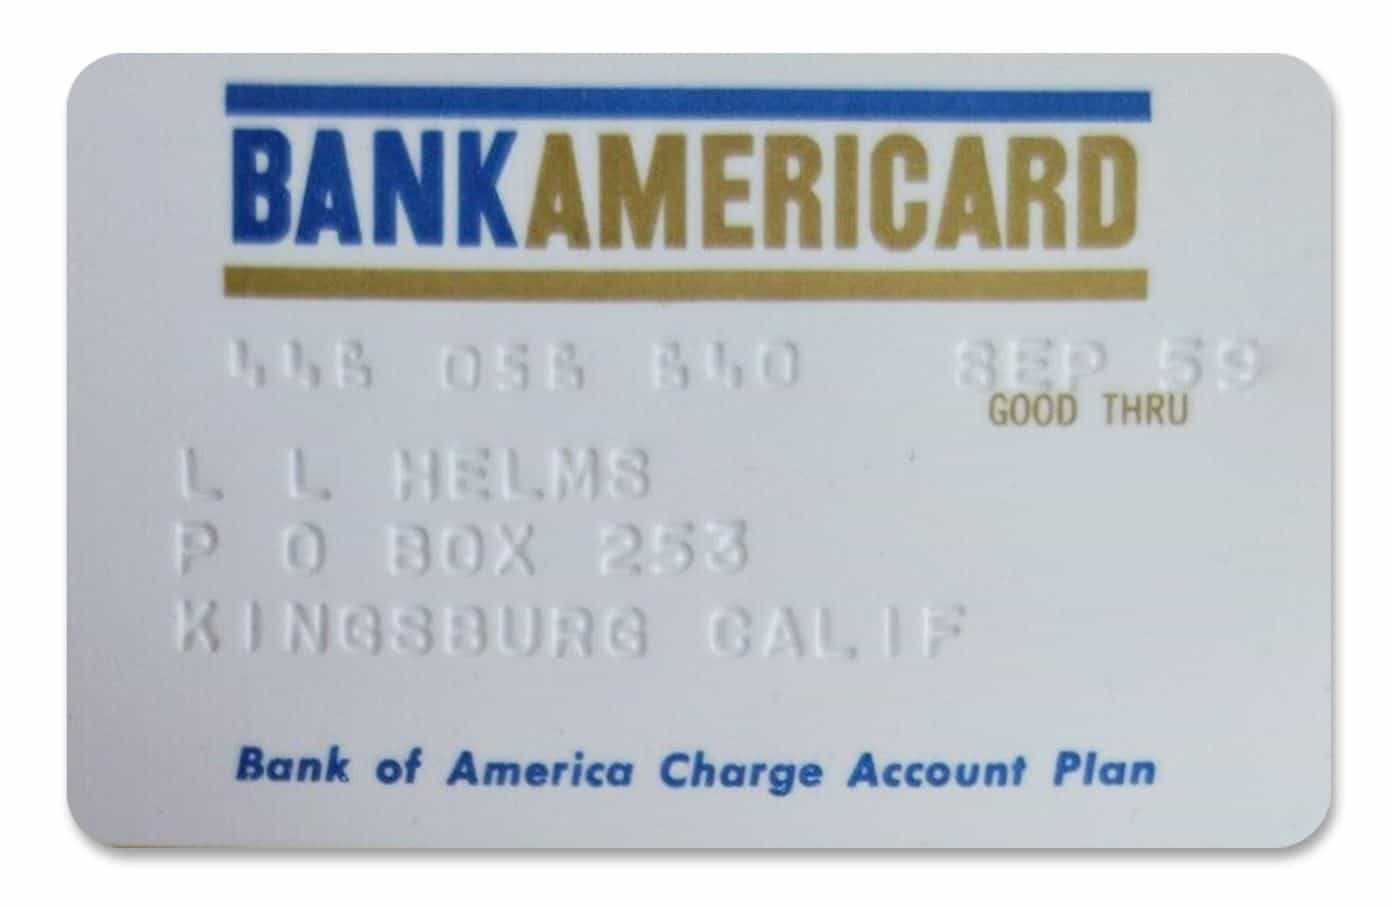 BANKAMERICARD
SEP 59
GOOD THRU
L L HELMS
P O BOX 253
KINGSBURG CALIF
Bank of America Charge Account Plan